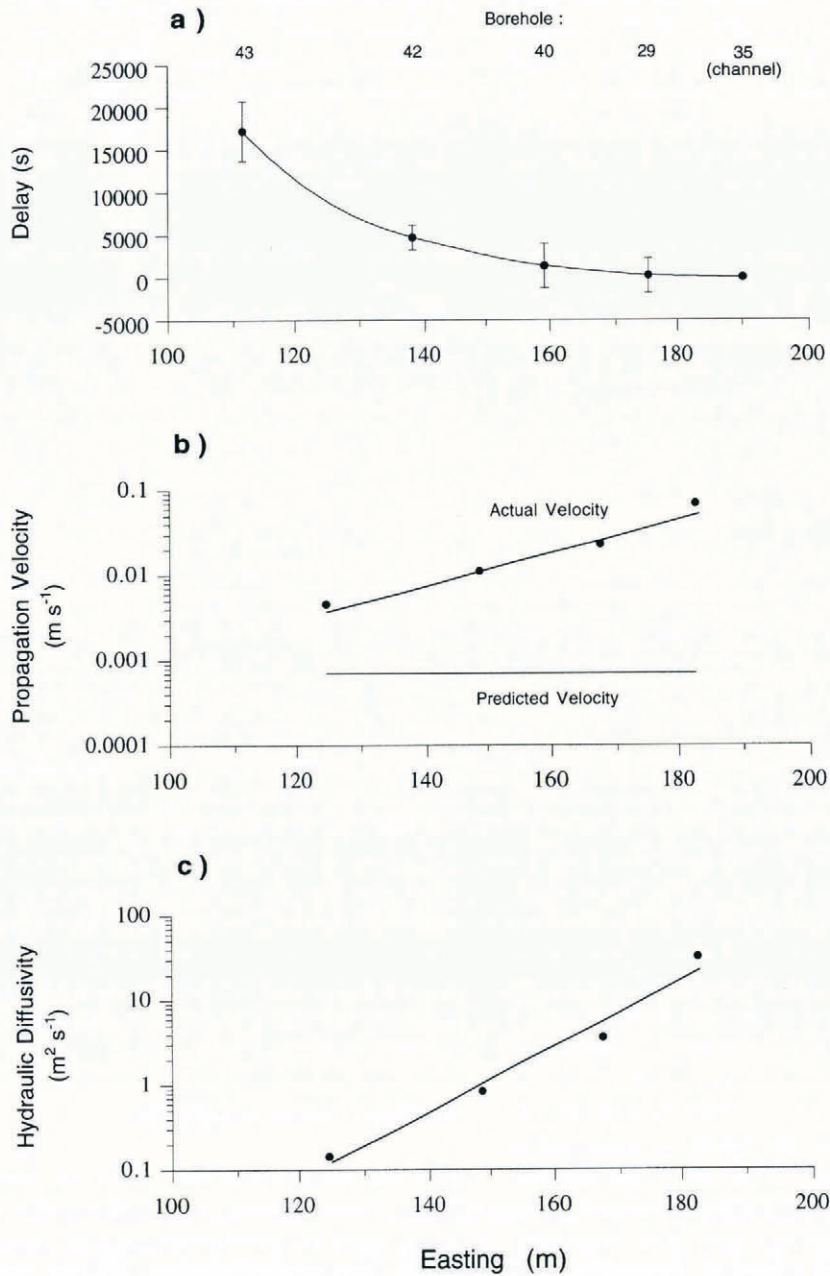 a )
Borehole :
43 42 40 29 35
(channel)
25000
20000
15000
10000
5000
0
-5000
Delay (s)
100 120 140 160 180 200
b )
0.1
0.01
0.001
0.0001
Propagation Velocity
(m s-1)
Actual Velocity
Predicted Velocity
100 120 140 160 180 200
c )
100
10
1
0.1
Hydraulic Diffusivity
(m2 s-1)
100 120 140 160 180 200
Easting (m)